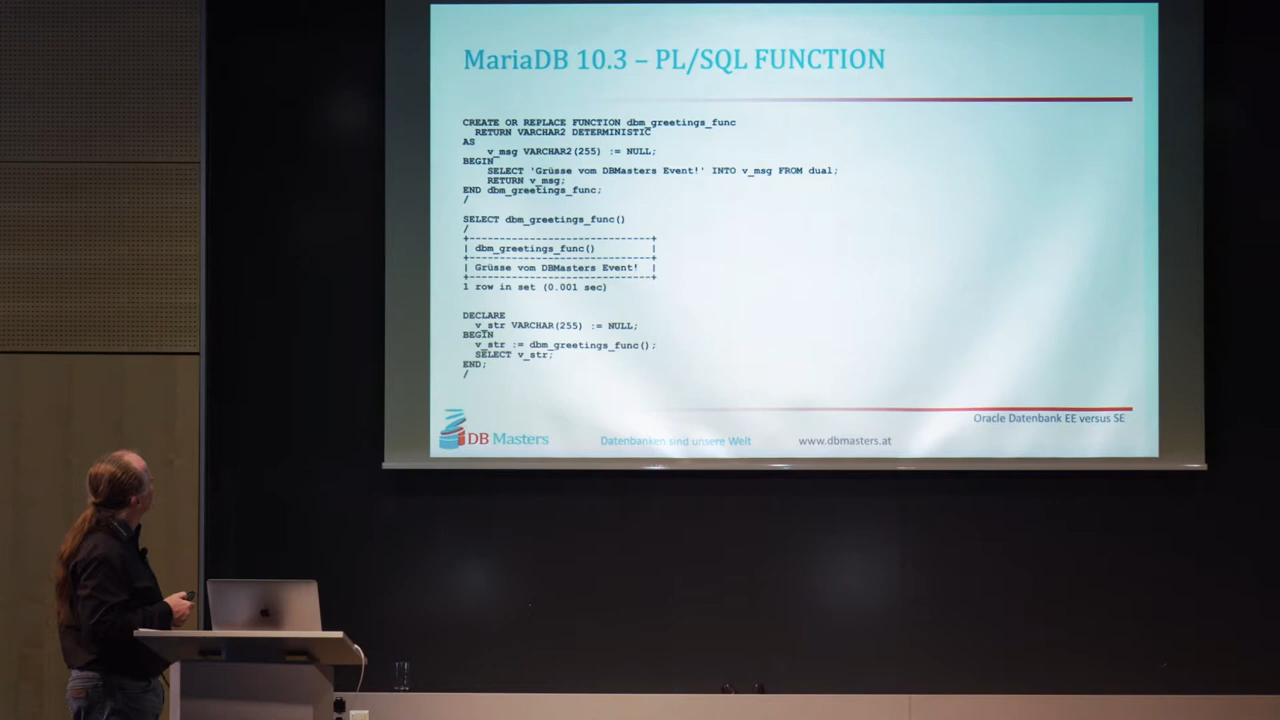 MariaDB 10.3 – PL/SQL FUNCTION
CREATE OR REPLACE FUNCTION dbm_greetings_func
RETURN VARCHAR2 DETERMINISTIC
AS
v_msg VARCHAR2(255) := NULL;
BEGIN
SELECT 'Grüsse vom DBMasters Event!' INTO v_msg FROM dual;
RETURN v_msg;
END dbm_greetings_func;
/
SELECT dbm_greetings_func()
/
+------------------------------+
| dbm_greetings_func()         |
+------------------------------+
| Grüsse vom DBMasters Event!  |
+------------------------------+
1 row in set (0.001 sec)
DECLARE
v_str VARCHAR(255) := NULL;
BEGIN
v_str := dbm_greetings_func();
SELECT v_str;
END;
/
Oracle Datenbank EE versus SE
DB Masters
Datenbanken sind unsere Welt
www.dbmasters.at